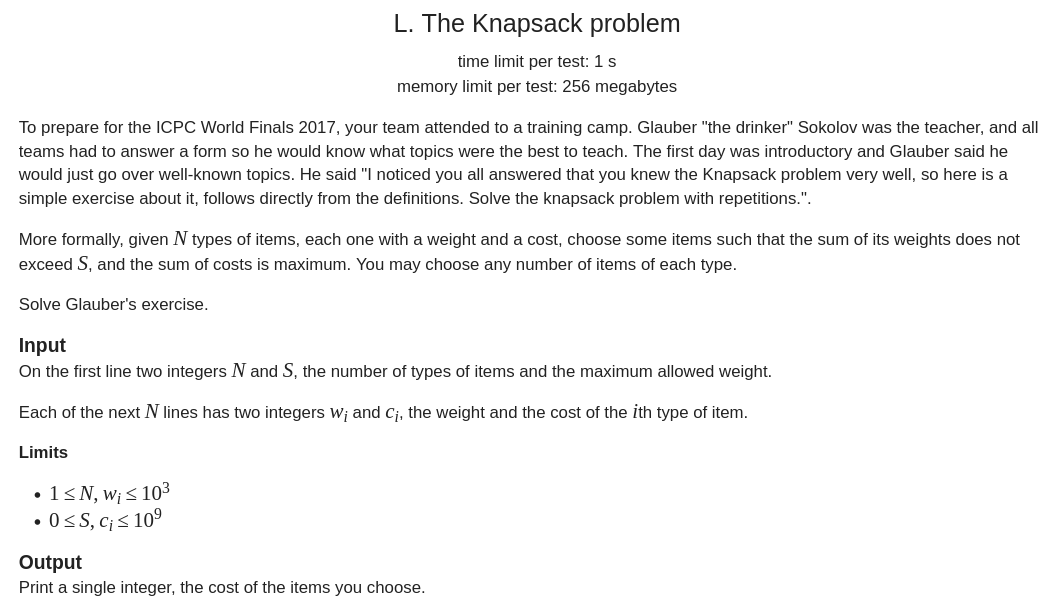 L. The Knapsack problem
time limit per test: 1 s
memory limit per test: 256 megabytes
To prepare for the ICPC World Finals 2017, your team attended to a training camp. Glauber "the drinker" Sokolov was the teacher, and all
teams had to answer a form so he would know what topics were the best to teach. The first day was introductory and Glauber said he
would just go over well-known topics. He said "I noticed you all answered that you knew the Knapsack problem very well, so here is a
simple exercise about it, follows directly from the definitions. Solve the knapsack problem with repetitions.".
More formally, given N types of items, each one with a weight and a cost, choose some items such that the sum of its weights does not
exceed S, and the sum of costs is maximum. You may choose any number of items of each type.
Solve Glauber's exercise.
Input
On the first line two integers N and S, the number of types of items and the maximum allowed weight.
Each of the next N lines has two integers w_i and c_i, the weight and the cost of the ith type of item.
Limits
• 1 ≤ N, w_i ≤ 10^3
• 0 ≤ S, c_i ≤ 10^9
Output
Print a single integer, the cost of the items you choose.